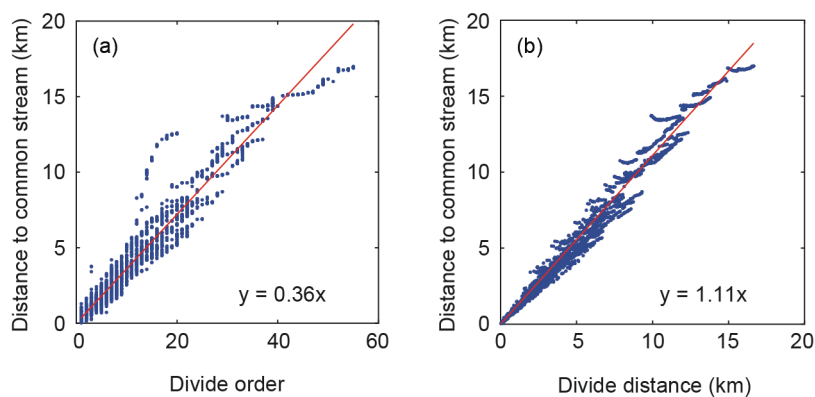 (a)
Distance to common stream (km)
20
15
10
5
0
0 20 40 60
y = 0.36x
Divide order
(b)
Distance to common stream (km)
20
15
10
5
0
0 5 10 15 20
y = 1.11x
Divide distance (km)